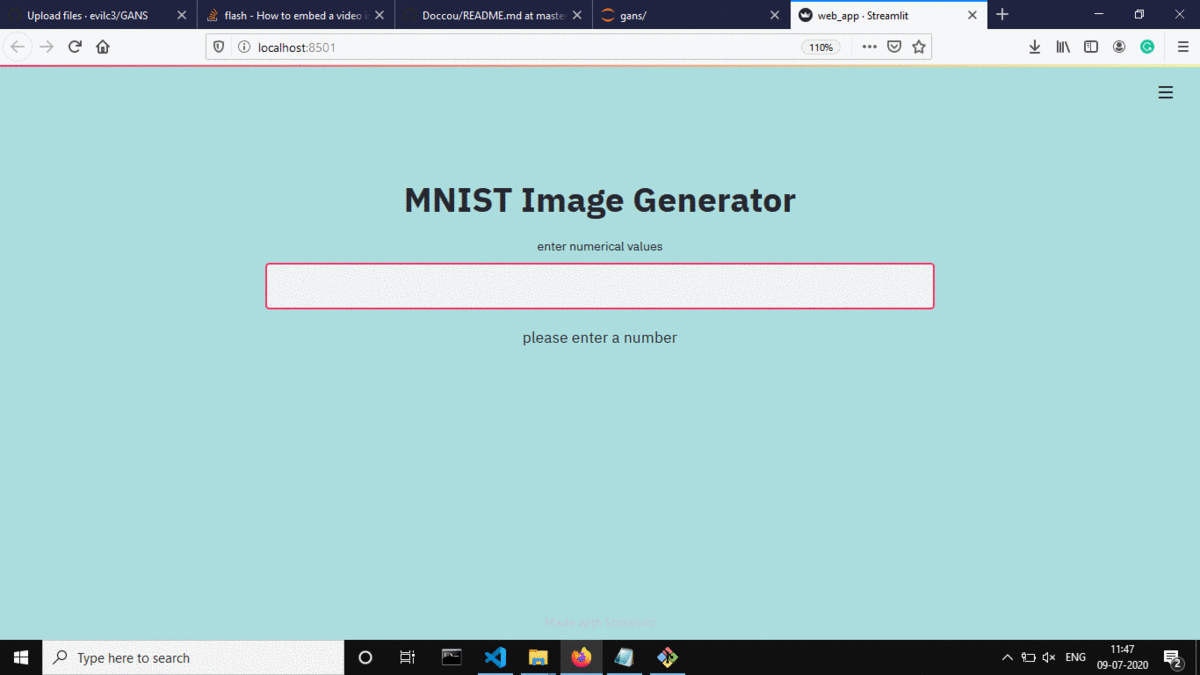 Upload files · evilc3/GANS
flash - How to embed a video i
Doccou/README.md at master
gans/
web_app · Streamlit
localhost:8501
110%
MNIST Image Generator
enter numerical values
please enter a number
Made with Streamlit
Type here to search
ENG
11:47
09-07-2020
2